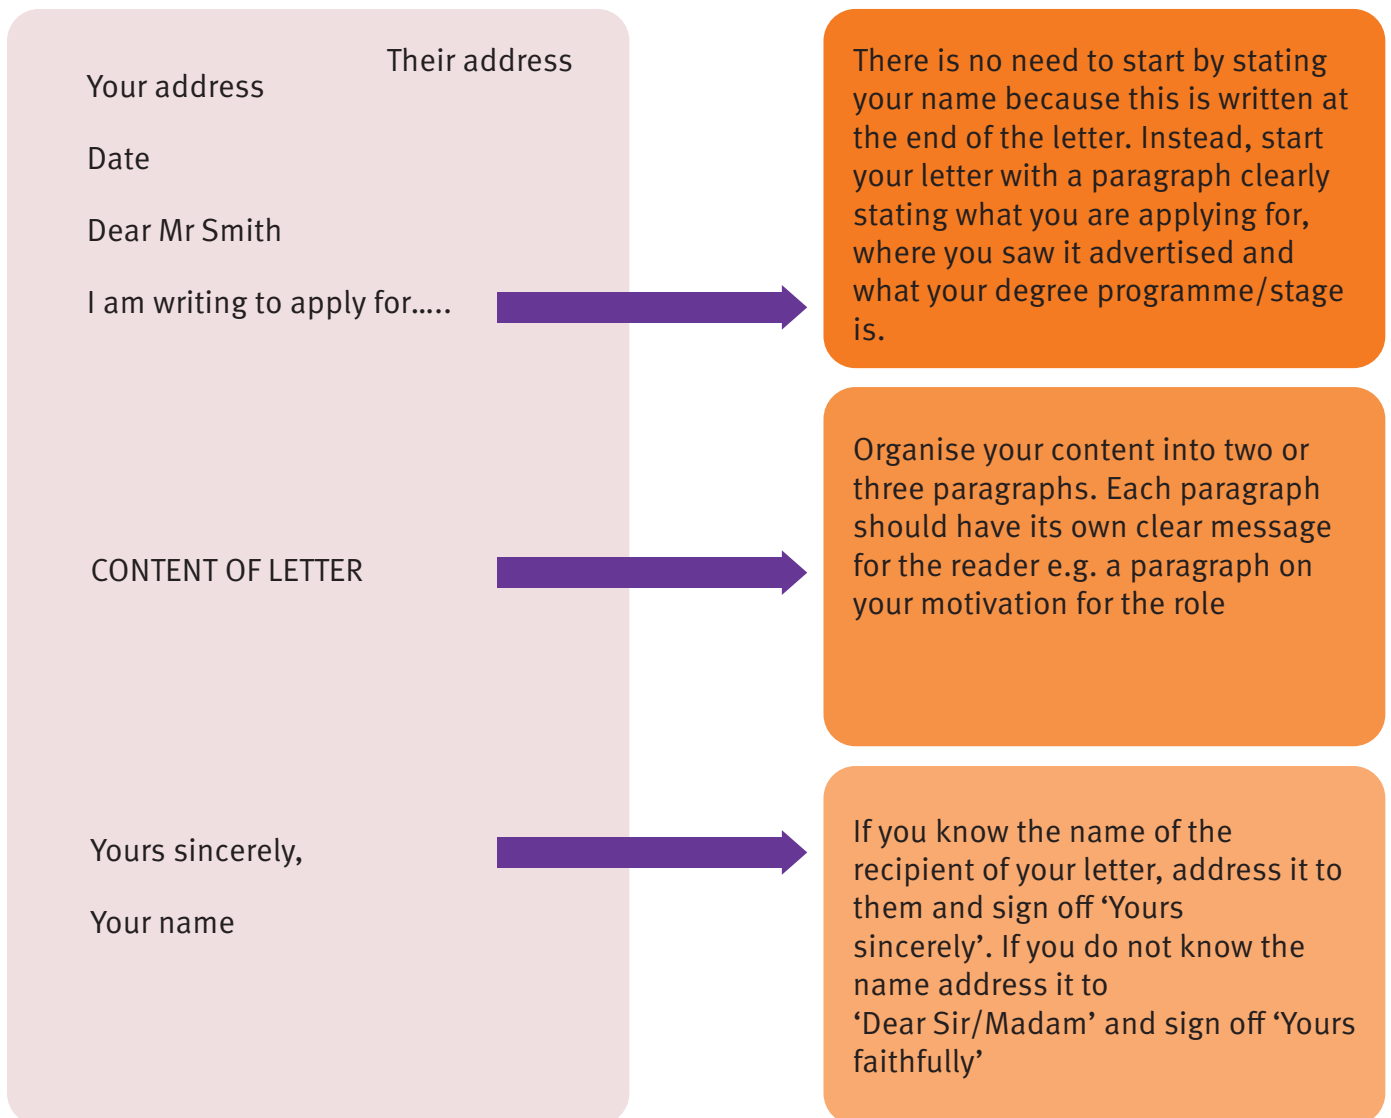 Their address
Your address
Date
Dear Mr Smith
I am writing to apply for.....
CONTENT OF LETTER
Yours sincerely,
Your name
There is no need to start by stating
your name because this is written at
the end of the letter. Instead, start
your letter with a paragraph clearly
stating what you are applying for,
where you saw it advertised and
what your degree programme/stage
is.
Organise your content into two or
three paragraphs. Each paragraph
should have its own clear message
for the reader e.g. a paragraph on
your motivation for the role
If you know the name of the
recipient of your letter, address it to
them and sign off ‘Yours
sincerely’. If you do not know the
name address it to
‘Dear Sir/Madam’ and sign off ‘Yours
faithfully’